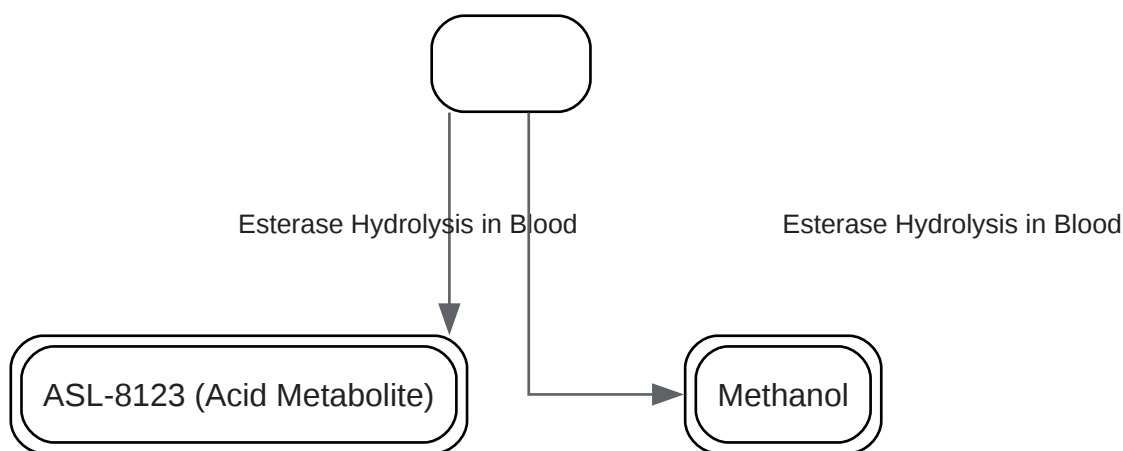 Esterase Hydrolysis in Blood
Esterase Hydrolysis in Blood
ASL-8123 (Acid Metabolite)
Methanol